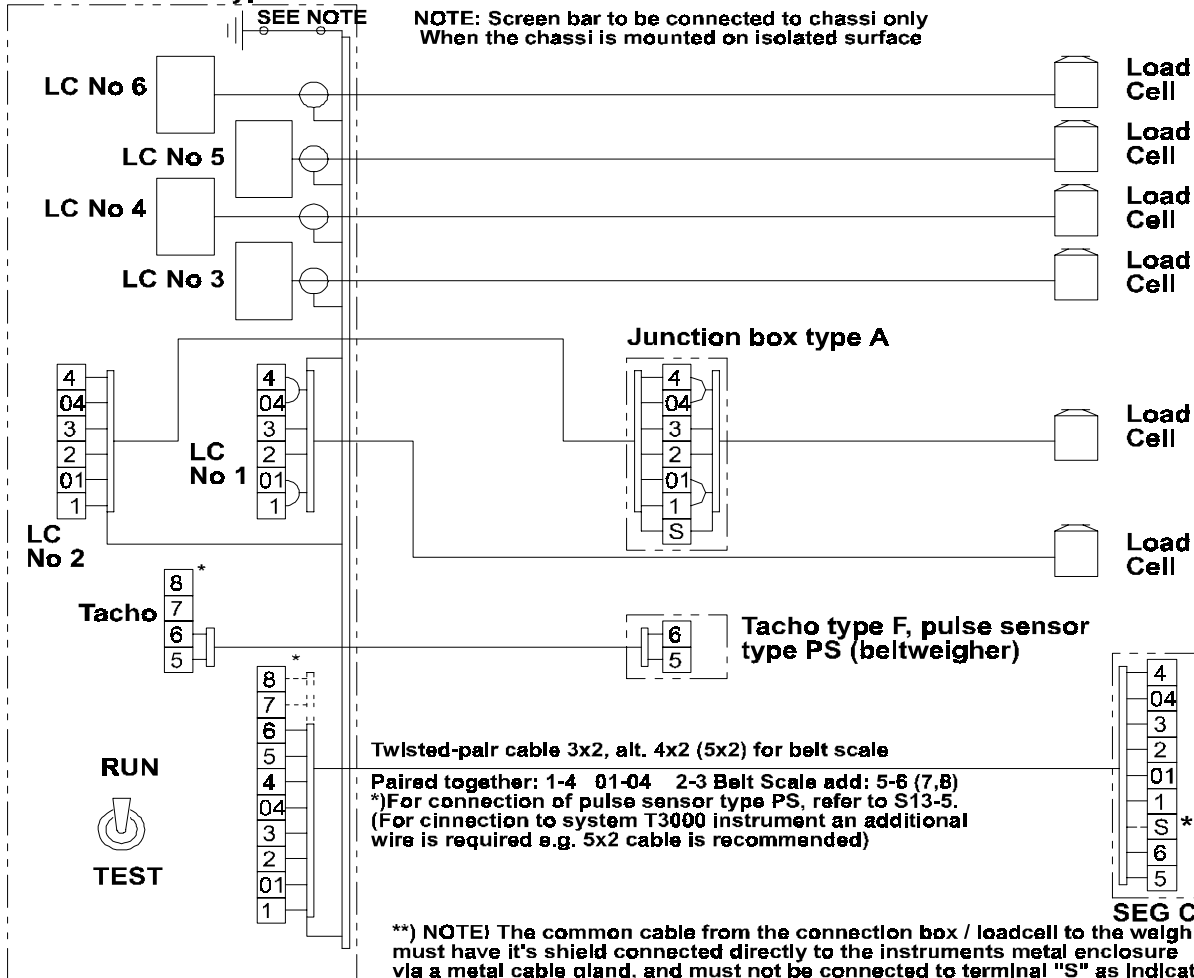 SEE NOTE
NOTE: Screen bar to be connected to chassi only
When the chassi is mounted on isolated surface
LC No 6
Load
Cell
LC No 5
Load
Cell
LC No 4
Load
Cell
LC No 3
Load
Cell
Junction box type A
4
04
3
2
01
1
LC
No 2
LC
No 1
4
04
3
2
01
1
4
04
3
2
01
1
S
Load
Cell
Load
Cell
Tacho
8 *
7
6
5
6
5
Tacho type F, pulse sensor
type PS (beltweigher)
*
8
7
6
5
4
04
3
2
01
1
RUN
TEST
Twisted-pair cable 3x2, alt. 4x2 (5x2) for belt scale
Paired together: 1-4 01-04 2-3 Belt Scale add: 5-6 (7,8)
*)For connection of pulse sensor type PS, refer to S13-5.
(For cinnection to system T3000 instrument an additional
wire is required e.g. 5x2 cable is recommended)
4
04
3
2
01
1
S *
6
5
SEG C
**) NOTE! The common cable from the connection box / loadcell to the weigh
must have it's shield connected directly to the instruments metal enclosure
via a metal cable gland, and must not be connected to terminal "S" as indicat